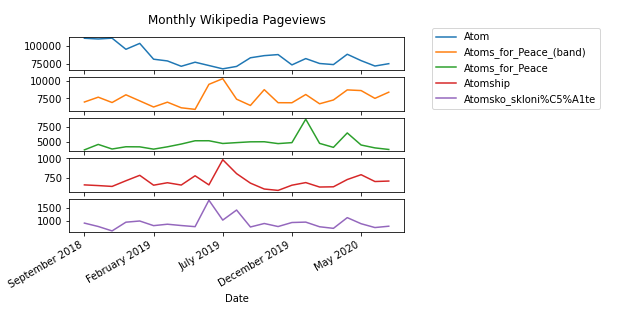 Monthly Wikipedia Pageviews
Atom
Atoms_for_Peace_(band)
Atoms_for_Peace
Atomship
Atomsko_skloni%C5%A1te
100000
75000
10000
7500
7500
5000
1000
750
1500
1000
September 2018
February 2019
July 2019
December 2019
May 2020
Date